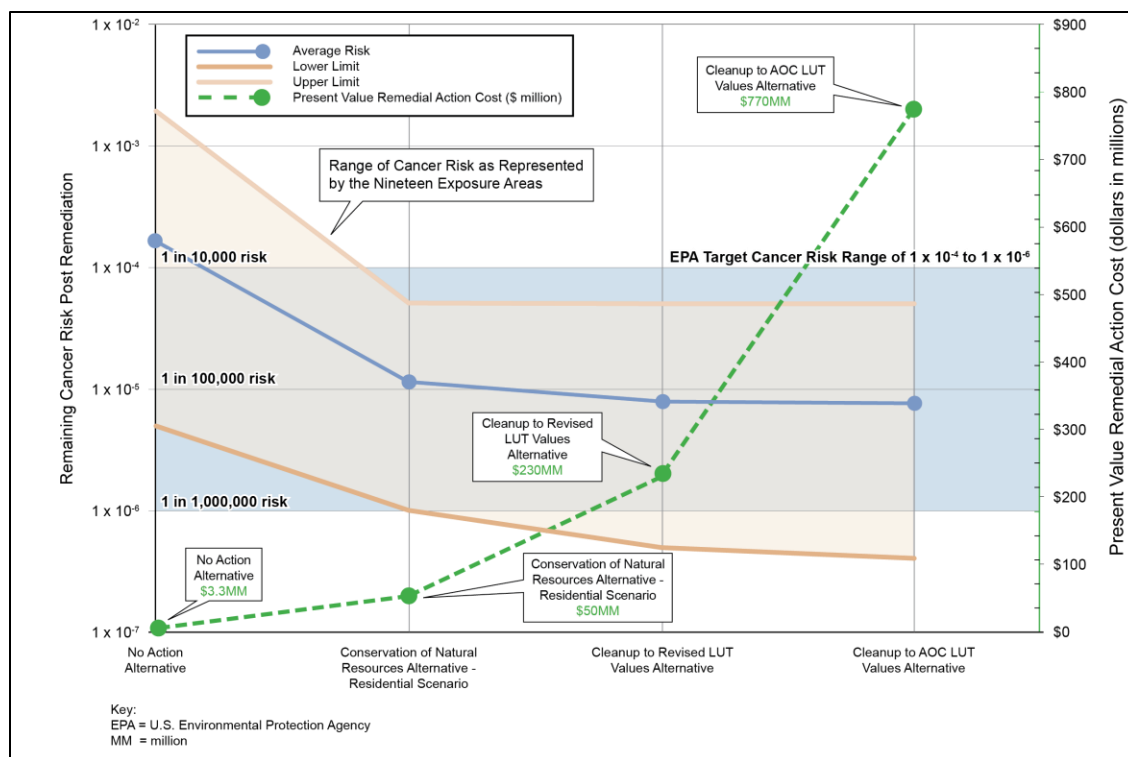 1 x 10⁻²
1 x 10⁻³
1 x 10⁻⁴
1 x 10⁻⁵
1 x 10⁻⁶
1 x 10⁻⁷
Remaining Cancer Risk Post Remediation
Average Risk
Lower Limit
Upper Limit
Present Value Remedial Action Cost ($ million)
Range of Cancer Risk as Represented
by the Nineteen Exposure Areas
Cleanup to AOC LUT
Values Alternative
$770MM
1 in 10,000 risk
EPA Target Cancer Risk Range of 1 x 10⁻⁴ to 1 x 10⁻⁶
1 in 100,000 risk
Cleanup to Revised
LUT Values
Alternative
$230MM
1 in 1,000,000 risk
No Action
Alternative
$3.3MM
Conservation of Natural
Resources Alternative -
Residential Scenario
$50MM
$900
$800
$700
$600
$500
$400
$300
$200
$100
$0
Present Value Remedial Action Cost (dollars in millions)
No Action
Alternative
Conservation of Natural
Resources Alternative -
Residential Scenario
Cleanup to Revised LUT
Values Alternative
Cleanup to AOC LUT
Values Alternative
Key:
EPA = U.S. Environmental Protection Agency
MM = million